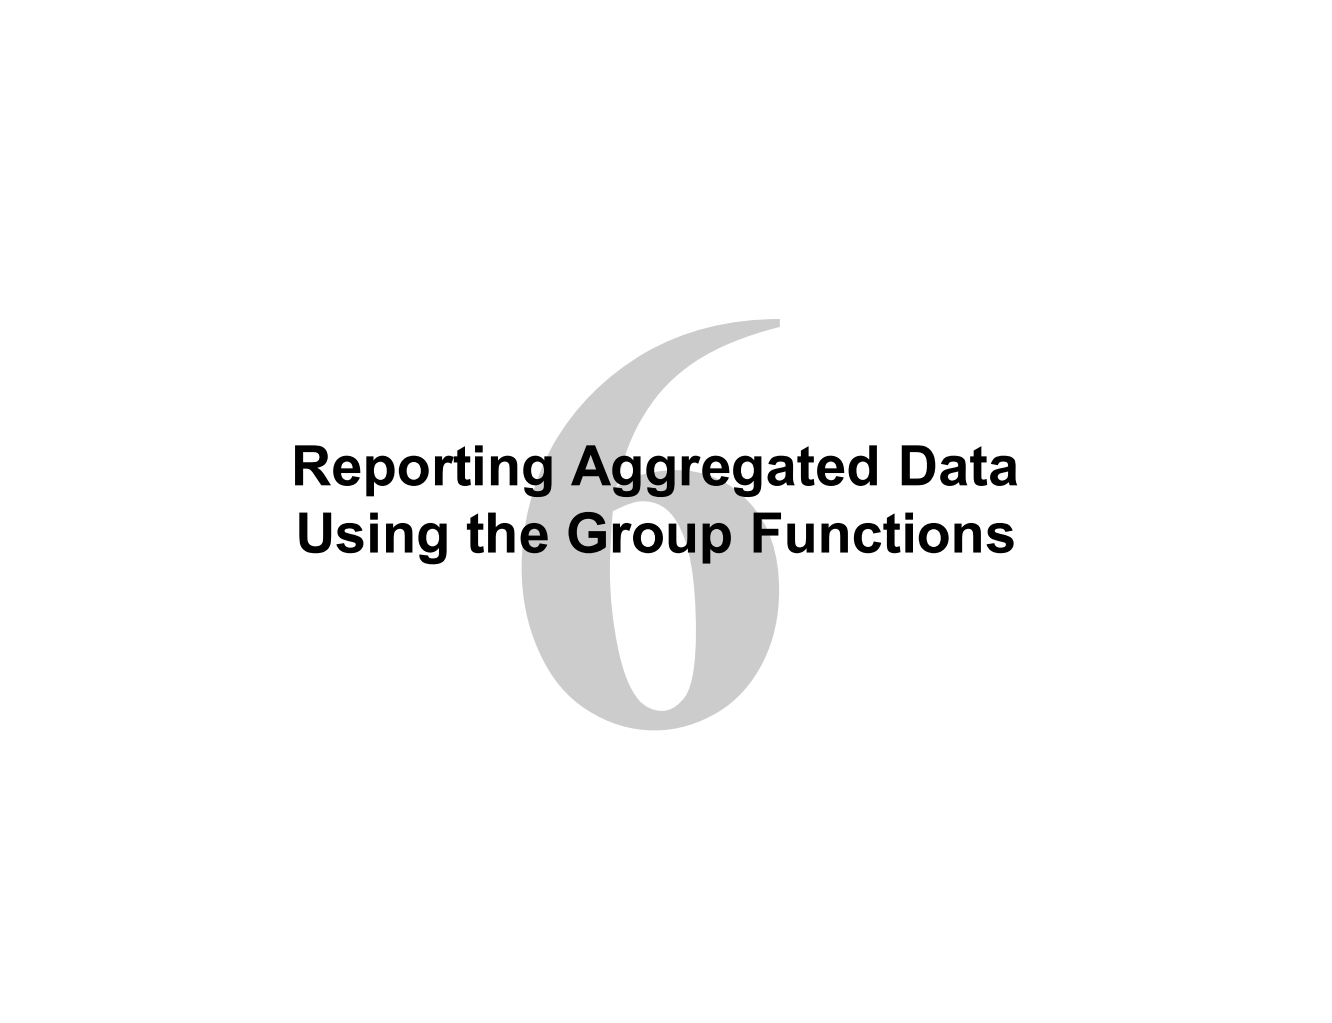 6
Reporting Aggregated Data
Using the Group Functions